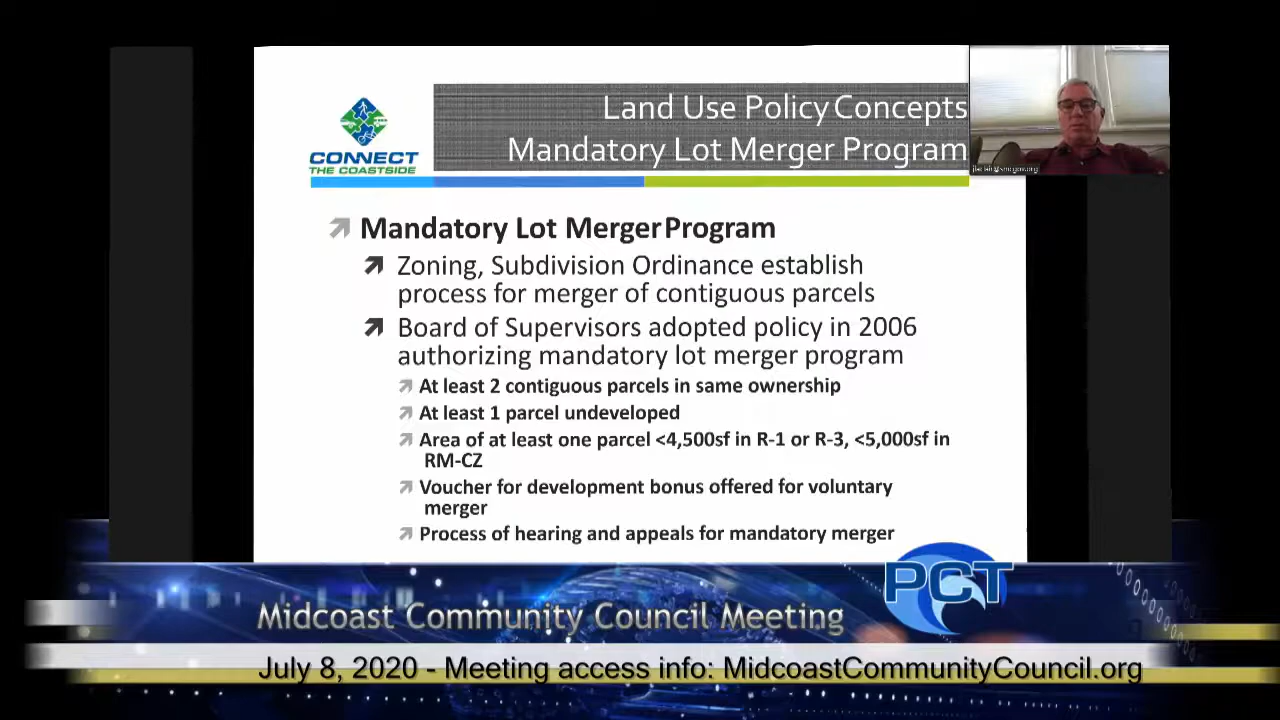 Land Use Policy Concepts
Mandatory Lot Merger Program
CONNECT
THE COASTSIDE
Mandatory Lot Merger Program
Zoning, Subdivision Ordinance establish
process for merger of contiguous parcels
Board of Supervisors adopted policy in 2006
authorizing mandatory lot merger program
At least 2 contiguous parcels in same ownership
At least 1 parcel undeveloped
Area of at least one parcel <4,500sf in R-1 or R-3, <5,000sf in
RM-CZ
Voucher for development bonus offered for voluntary
merger
Process of hearing and appeals for mandatory merger
PCT
Midcoast Community Council Meeting
July 8, 2020 - Meeting access info: MidcoastCommunityCouncil.org